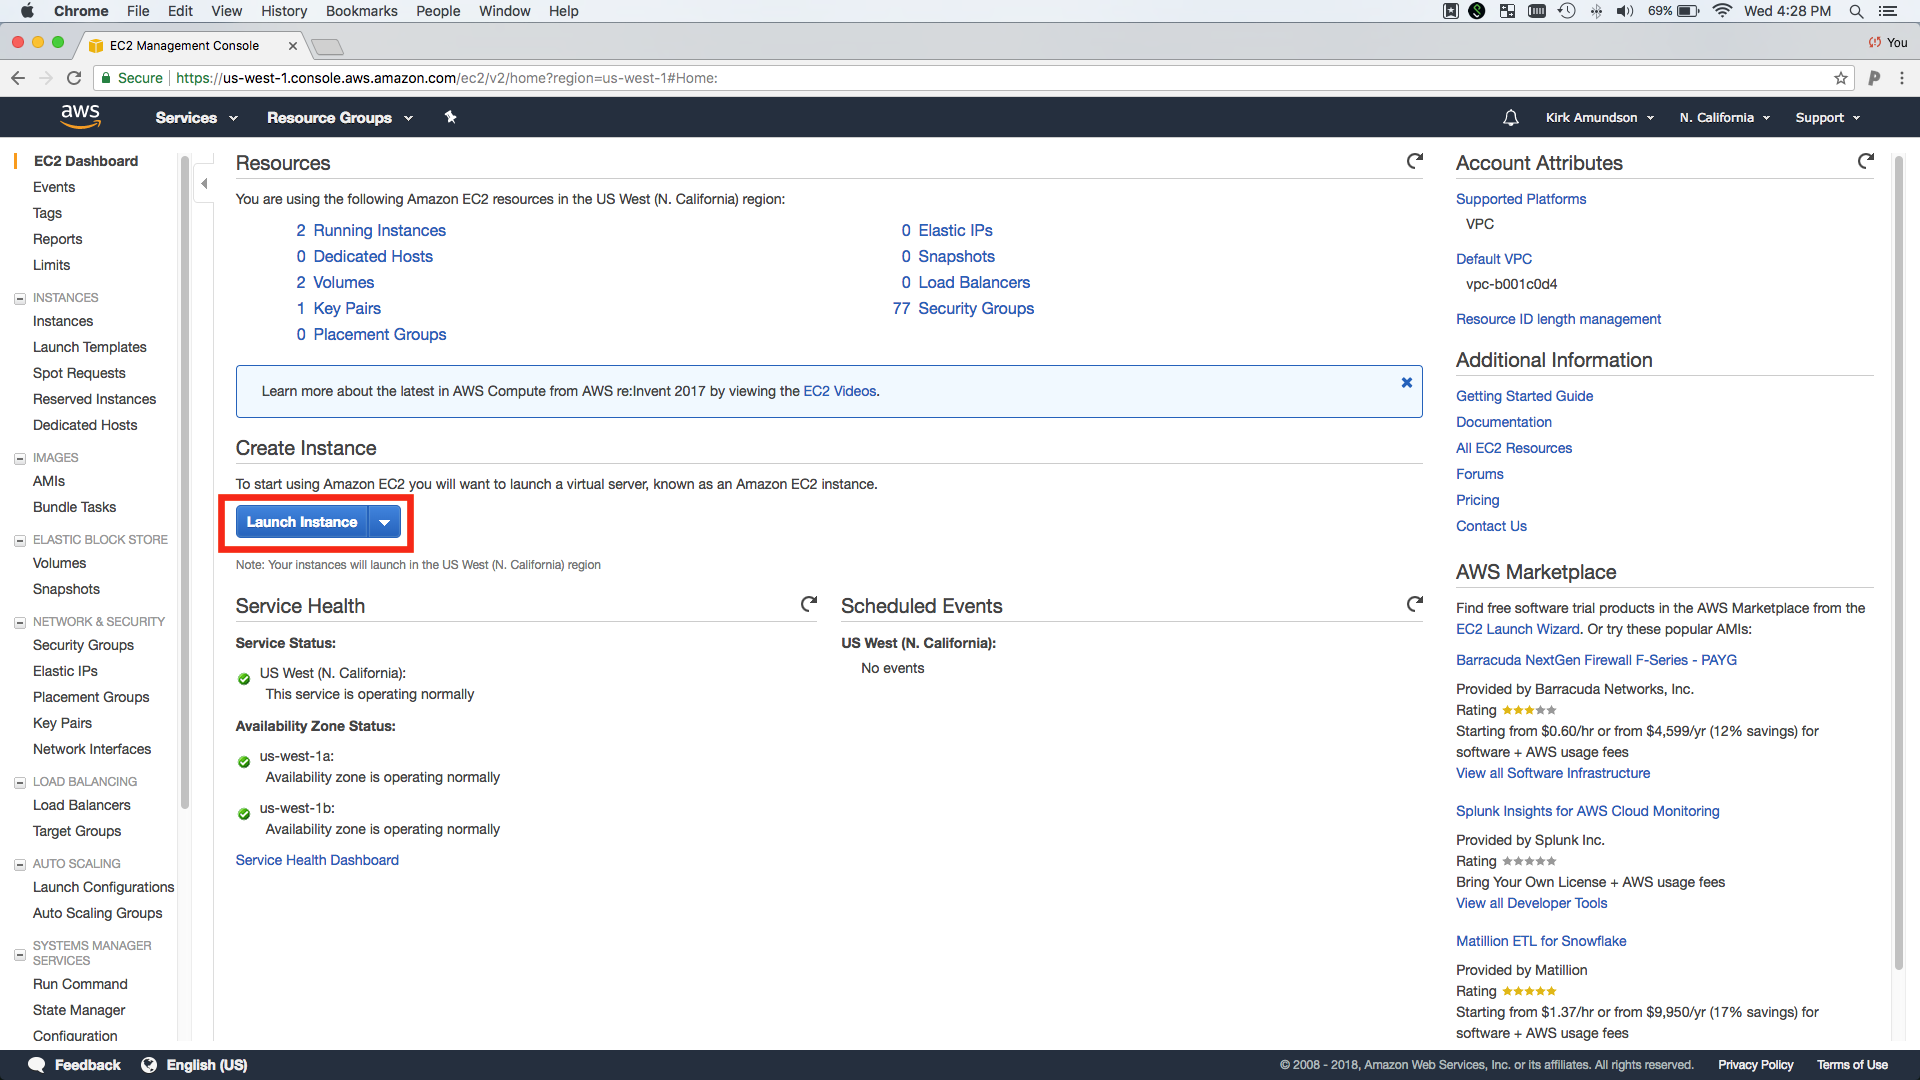 Chrome File Edit View History Bookmarks People Window Help 69% Wed 4:28 PM
EC2 Management Console You
Secure https://us-west-1.console.aws.amazon.com/ec2/v2/home?region=us-west-1#Home:
aws Services Resource Groups Kirk Amundson N. California Support
EC2 Dashboard
Events
Tags
Reports
Limits
INSTANCES
Instances
Launch Templates
Spot Requests
Reserved Instances
Dedicated Hosts
IMAGES
AMIs
Bundle Tasks
ELASTIC BLOCK STORE
Volumes
Snapshots
NETWORK & SECURITY
Security Groups
Elastic IPs
Placement Groups
Key Pairs
Network Interfaces
LOAD BALANCING
Load Balancers
Target Groups
AUTO SCALING
Launch Configurations
Auto Scaling Groups
SYSTEMS MANAGER
SERVICES
Run Command
State Manager
Configuration
Resources
You are using the following Amazon EC2 resources in the US West (N. California) region:
2 Running Instances
0 Dedicated Hosts
2 Volumes
1 Key Pairs
0 Placement Groups
0 Elastic IPs
0 Snapshots
0 Load Balancers
77 Security Groups
Learn more about the latest in AWS Compute from AWS re:Invent 2017 by viewing the EC2 Videos.
Create Instance
To start using Amazon EC2 you will want to launch a virtual server, known as an Amazon EC2 instance.
Launch Instance
Note: Your instances will launch in the US West (N. California) region
Service Health
Service Status:
US West (N. California):
This service is operating normally
Availability Zone Status:
us-west-1a:
Availability zone is operating normally
us-west-1b:
Availability zone is operating normally
Service Health Dashboard
Scheduled Events
US West (N. California):
No events
Account Attributes
Supported Platforms
VPC
Default VPC
vpc-b001c0d4
Resource ID length management
Additional Information
Getting Started Guide
Documentation
All EC2 Resources
Forums
Pricing
Contact Us
AWS Marketplace
Find free software trial products in the AWS Marketplace from the
EC2 Launch Wizard. Or try these popular AMIs:
Barracuda NextGen Firewall F-Series - PAYG
Provided by Barracuda Networks, Inc.
Rating
Starting from $0.60/hr or from $4,599/yr (12% savings) for
software + AWS usage fees
View all Software Infrastructure
Splunk Insights for AWS Cloud Monitoring
Provided by Splunk Inc.
Rating
Bring Your Own License + AWS usage fees
View all Developer Tools
Matillion ETL for Snowflake
Provided by Matillion
Rating
Starting from $1.37/hr or from $9,950/yr (17% savings) for
software + AWS usage fees
Feedback English (US) © 2008 - 2018, Amazon Web Services, Inc. or its affiliates. All rights reserved. Privacy Policy Terms of Use